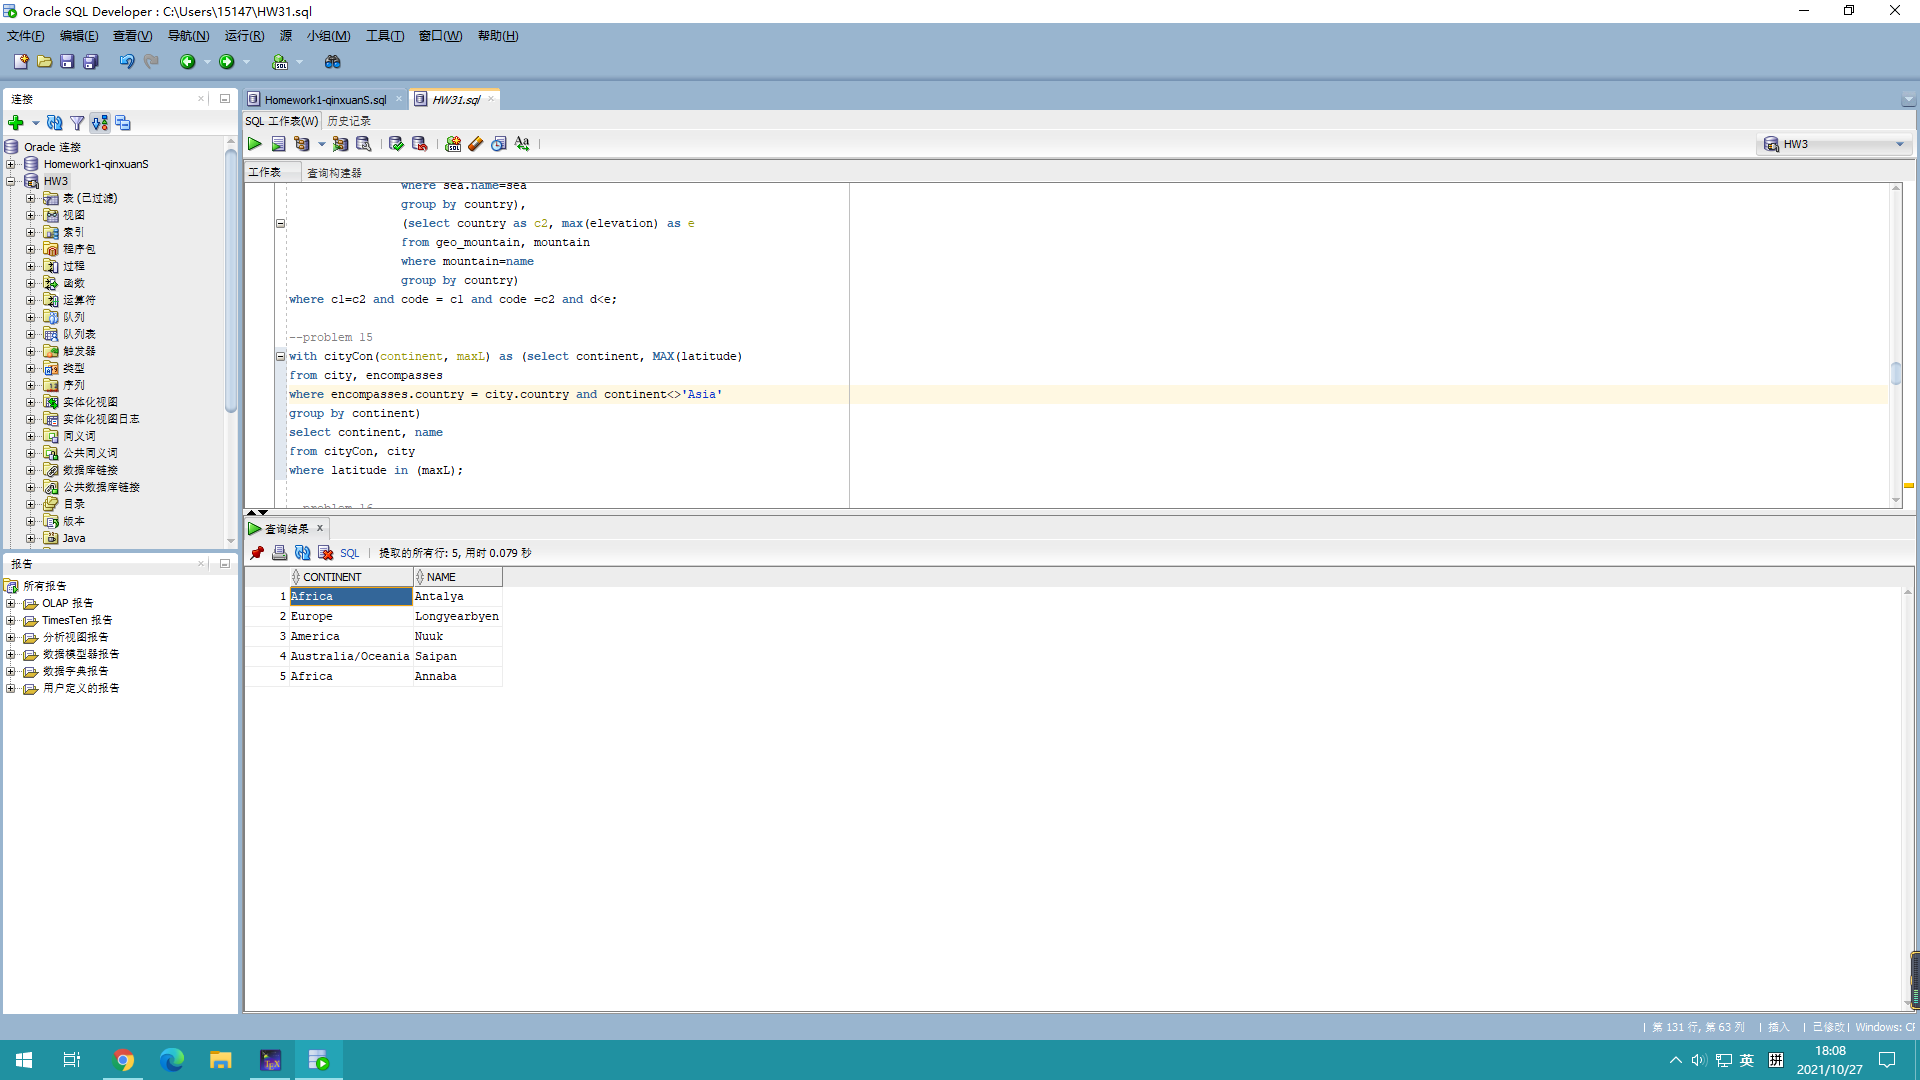 Oracle SQL Developer : C:\Users\15147\HW31.sql
文件(F) 编辑(E) 查看(V) 导航(N) 运行(R) 源 小组(M) 工具(T) 窗口(W) 帮助(H)
连接
Oracle 连接
Homework1-qinxuanS
HW3
表 (已过滤)
视图
索引
程序包
过程
函数
运算符
队列
队列表
触发器
类型
序列
实体化视图
实体化视图日志
同义词
公共同义词
数据库链接
公共数据库链接
目录
版本
Java
报告
所有报告
OLAP 报告
TimesTen 报告
分析视图报告
数据模型器报告
数据字典报告
用户定义的报告
Homework1-qinxuanS.sql HW31.sql
SQL 工作表(W) 历史记录
HW3
工作表 查询构建器
where sea.name=sea
group by country),
(select country as c2, max(elevation) as e
from geo_mountain, mountain
where mountain=name
group by country)
where c1=c2 and code = c1 and code =c2 and d<e;
--problem 15
with cityCon(continent, maxL) as (select continent, MAX(latitude)
from city, encompasses
where encompasses.country = city.country and continent<>'Asia'
group by continent)
select continent, name
from cityCon, city
where latitude in (maxL);
--problem 16
查询结果
SQL | 提取的所有行: 5, 用时 0.079 秒
CONTINENT NAME
1 Africa Antalya
2 Europe Longyearbyen
3 America Nuuk
4 Australia/Oceania Saipan
5 Africa Annaba
第 131 行, 第 63 列 | 插入 | 已修改 | Windows: CF
英 拼 18:08
2021/10/27